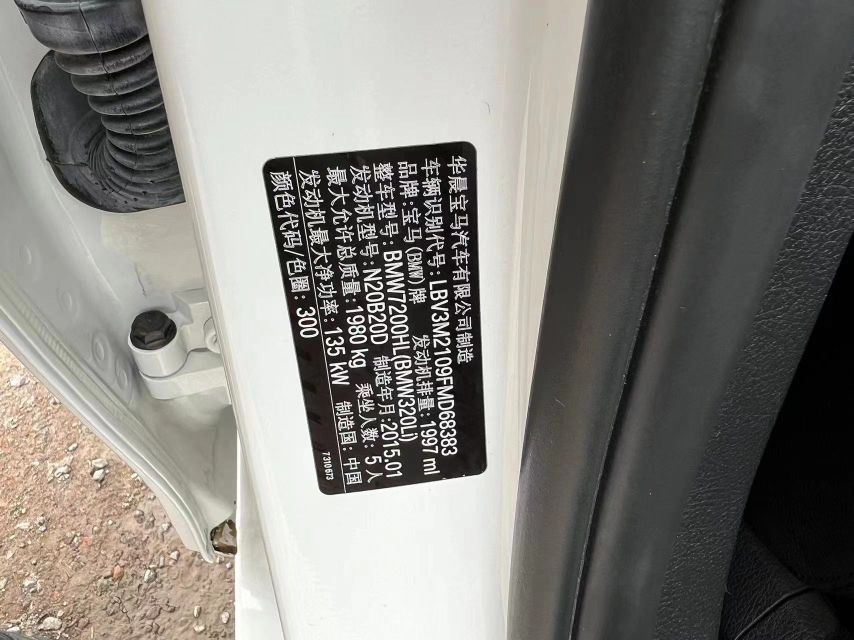 华晨宝马汽车有限公司制造
车辆识别代号: LBV3M2109FMD68383
品牌: 宝马 (BMW) 牌 发动机排量: 1997 ml
整车型号: BMW7200HL(BMW320Li)
发动机型号: N20B20D 制造年月: 2015.01
最大允许总质量: 1980 kg 乘坐人数: 5 人
发动机最大净功率: 135 kW 制造国: 中国
颜色代码/色圈: 300 7310673